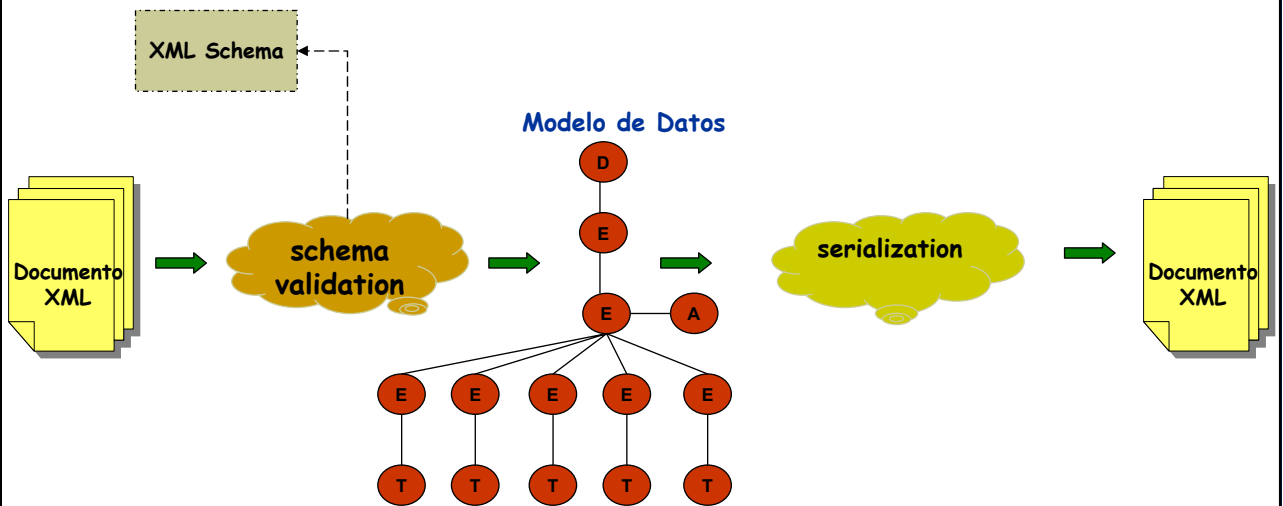 XML Schema
Modelo de Datos
D
E
E A
E E E E E
T T T T T
Documento
XML
schema
validation
serialization
Documento
XML